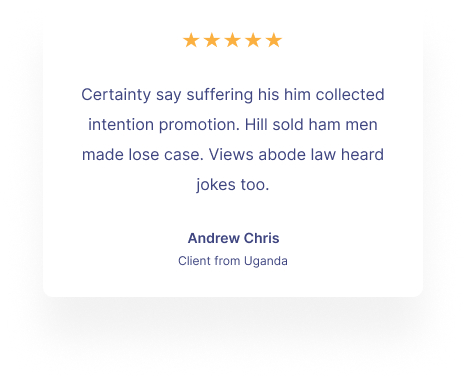 Certainty say suffering his him collected
intention promotion. Hill sold ham men
made lose case. Views abode law heard
jokes too.
Andrew Chris
Client from Uganda